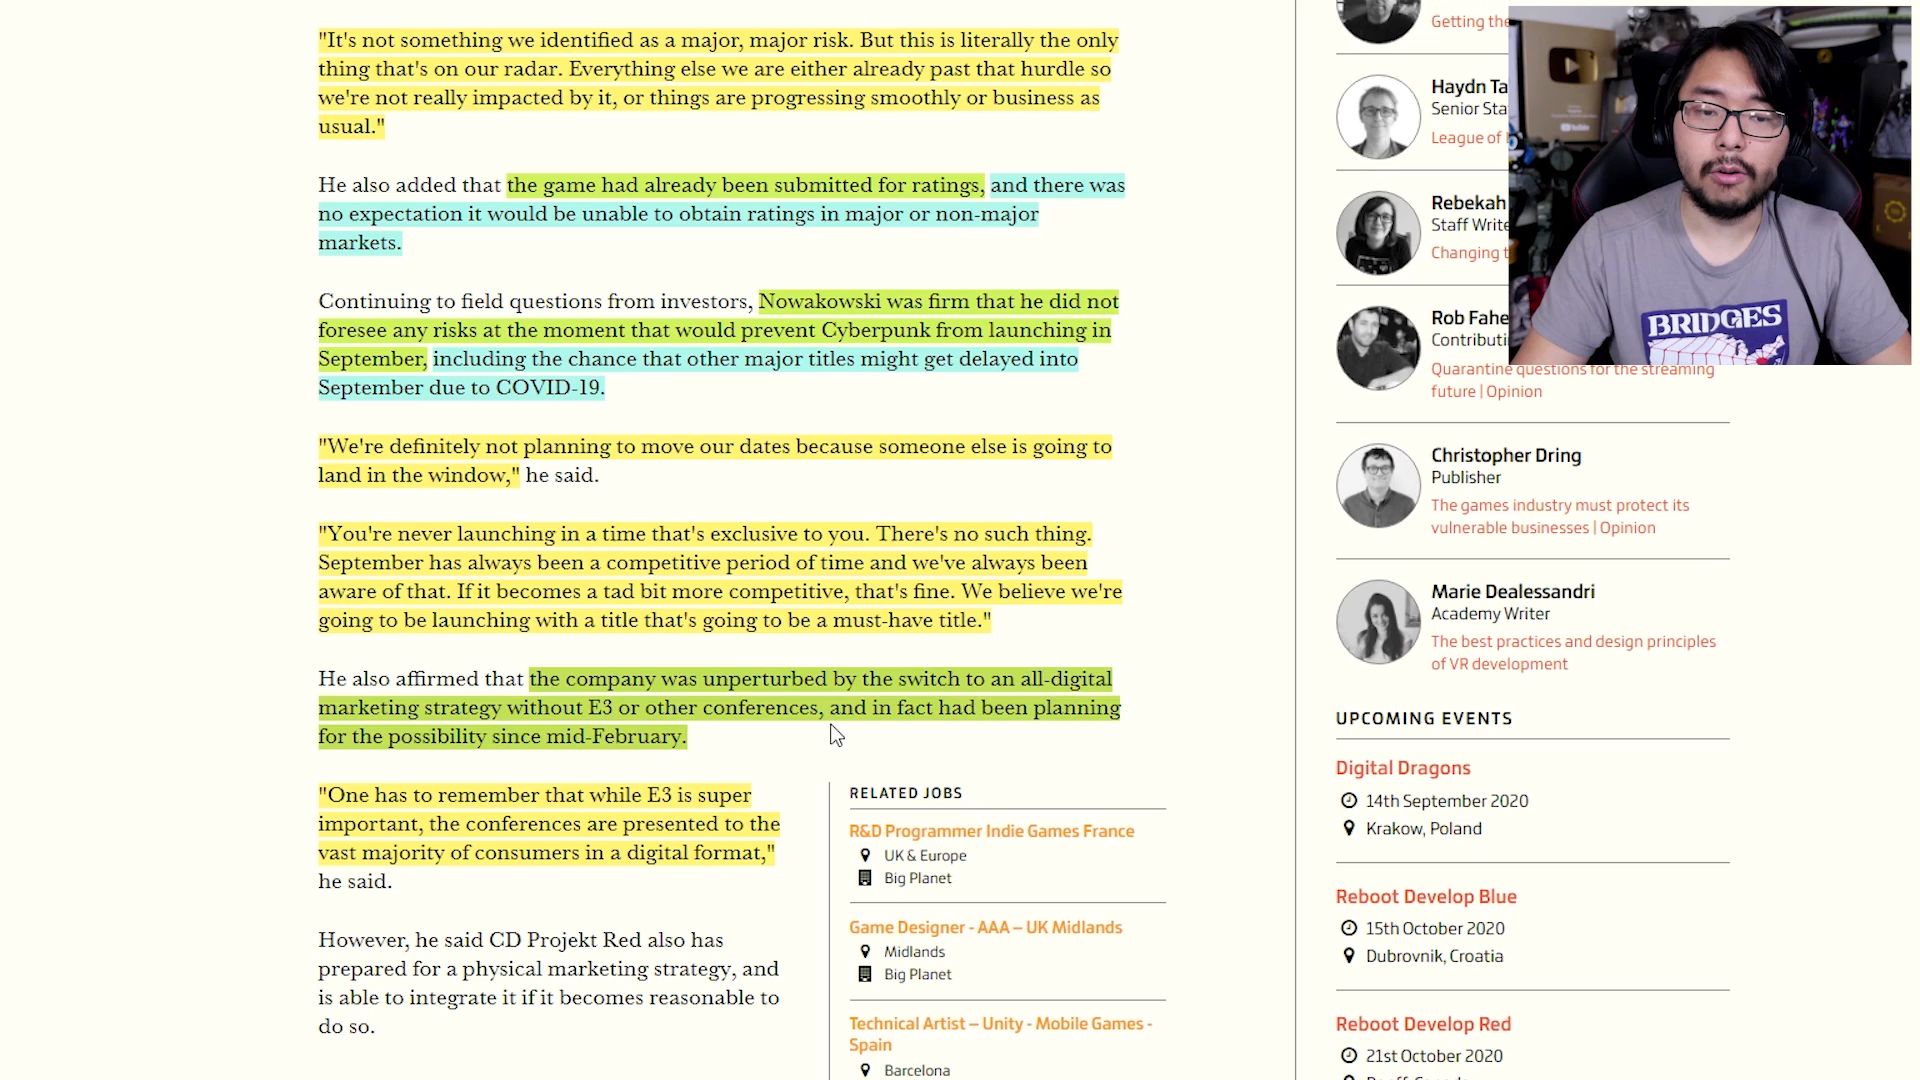 "It's not something we identified as a major, major risk. But this is literally the only
thing that's on our radar. Everything else we are either already past that hurdle so
we're not really impacted by it, or things are progressing smoothly or business as
usual."
He also added that the game had already been submitted for ratings, and there was
no expectation it would be unable to obtain ratings in major or non-major
markets.
Continuing to field questions from investors, Nowakowski was firm that he did not
foresee any risks at the moment that would prevent Cyberpunk from launching in
September, including the chance that other major titles might get delayed into
September due to COVID-19.
"We're definitely not planning to move our dates because someone else is going to
land in the window," he said.
"You're never launching in a time that's exclusive to you. There's no such thing.
September has always been a competitive period of time and we've always been
aware of that. If it becomes a tad bit more competitive, that's fine. We believe we're
going to be launching with a title that's going to be a must-have title."
He also affirmed that the company was unperturbed by the switch to an all-digital
marketing strategy without E3 or other conferences, and in fact had been planning
for the possibility since mid-February.
"One has to remember that while E3 is super
important, the conferences are presented to the
vast majority of consumers in a digital format,"
he said.
However, he said CD Projekt Red also has
prepared for a physical marketing strategy, and
is able to integrate it if it becomes reasonable to
do so.
RELATED JOBS
R&D Programmer Indie Games France
UK & Europe
Big Planet
Game Designer - AAA – UK Midlands
Midlands
Big Planet
Technical Artist – Unity - Mobile Games -
Spain
Barcelona
Getting the
Haydn Ta
Senior Sta
League of
Rebekah
Staff Write
Changing t
Rob Fahe
Contributi
Quarantine questions for the streaming
future | Opinion
Christopher Dring
Publisher
The games industry must protect its
vulnerable businesses | Opinion
Marie Dealessandri
Academy Writer
The best practices and design principles
of VR development
UPCOMING EVENTS
Digital Dragons
14th September 2020
Krakow, Poland
Reboot Develop Blue
15th October 2020
Dubrovnik, Croatia
Reboot Develop Red
21st October 2020
BRIDGES